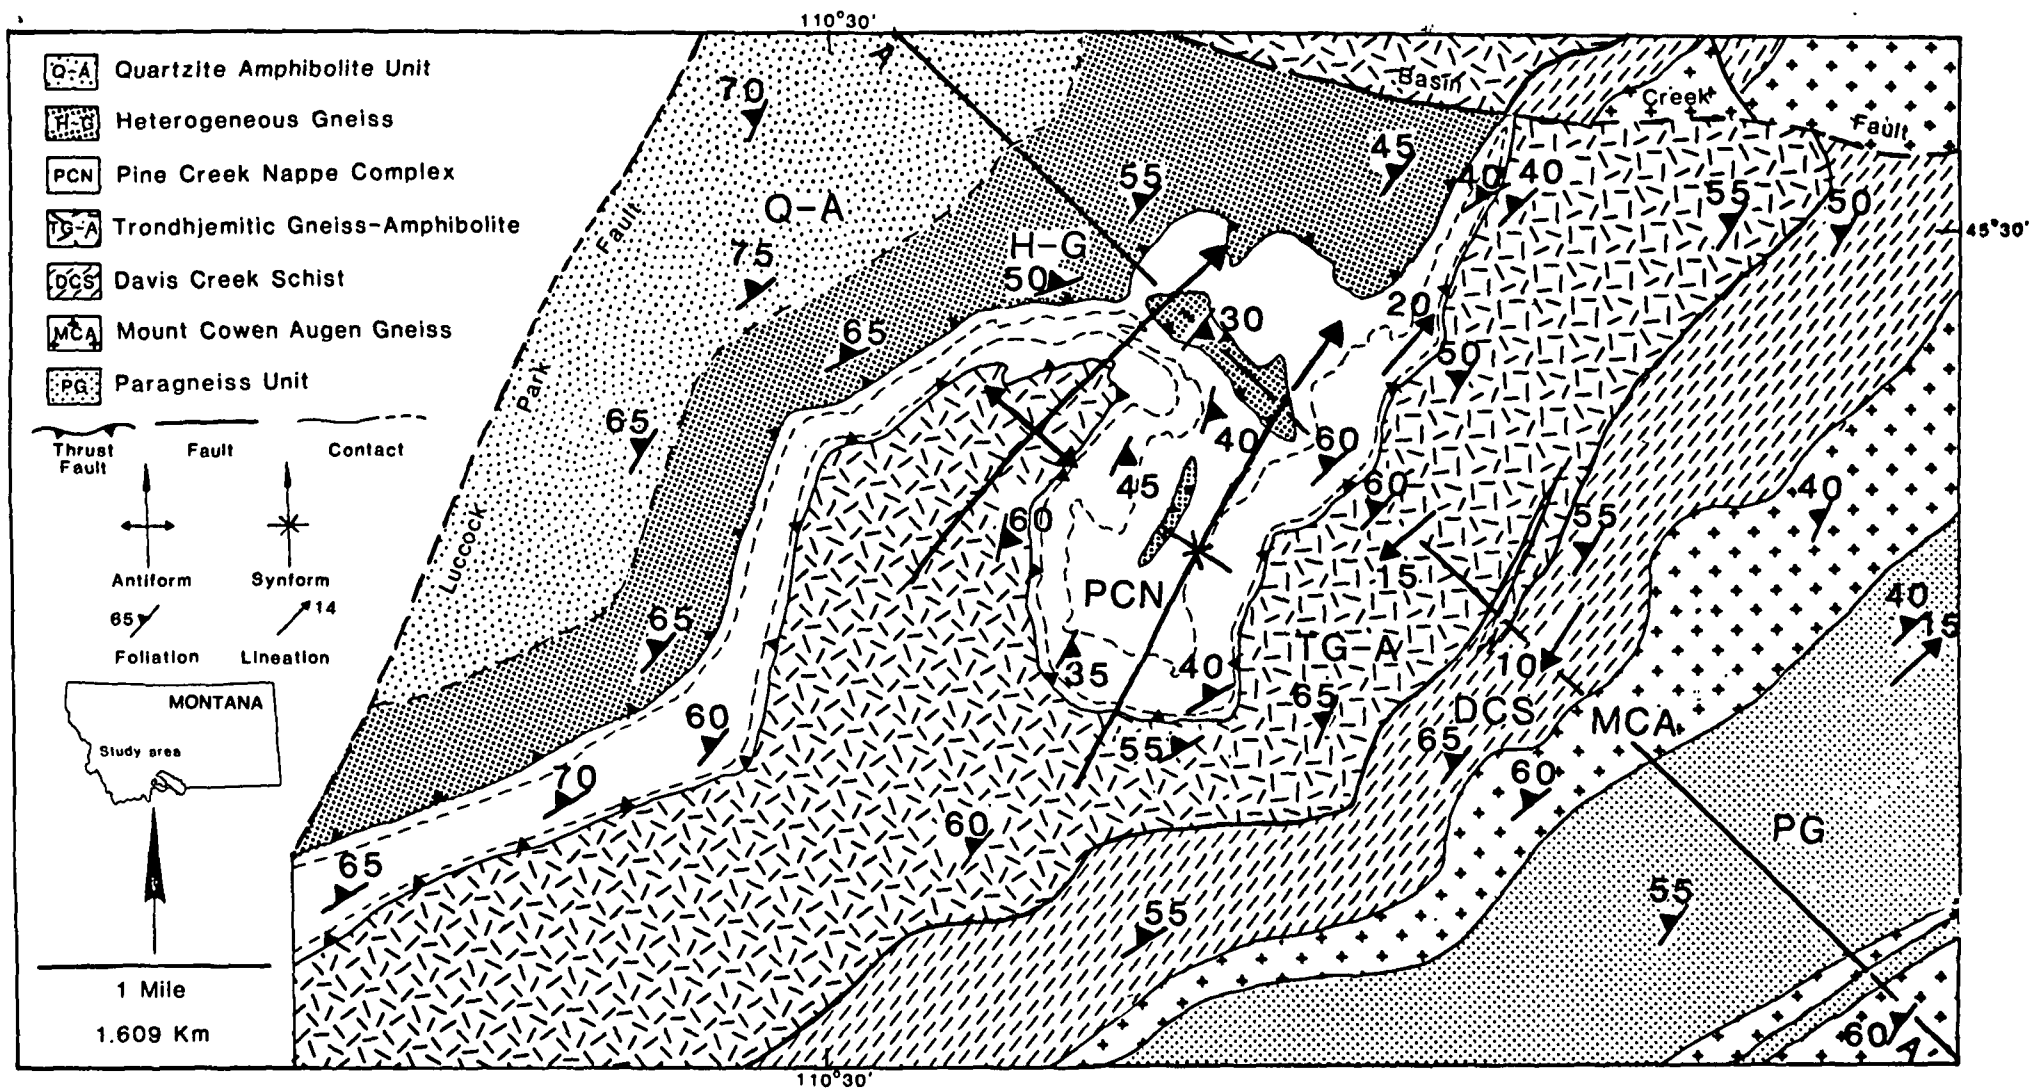 110°30'
Q-A Quartzite Amphibolite Unit
H-G Heterogeneous Gneiss
PCN Pine Creek Nappe Complex
TG-A Trondhjemitic Gneiss-Amphibolite
DCS Davis Creek Schist
MCA Mount Cowen Augen Gneiss
PG Paragneiss Unit
Thrust Fault
Fault
Contact
Antiform
Synform
65
14
Foliation
Lineation
MONTANA
Study area
1 Mile
1.609 Km
A
Basin Creek Fault
70
Q-A
75
Luccock Park Fault
55
45
H-G
50
40
40
55
50
45°30'
65
30
20
50
65
40
60
45
60
60
55
40
PCN
15
40
15
65
35
40
TG-A
10
65
DCS
MCA
60
55
65
60
70
60
PG
65
55
55
60
A'
110°30'